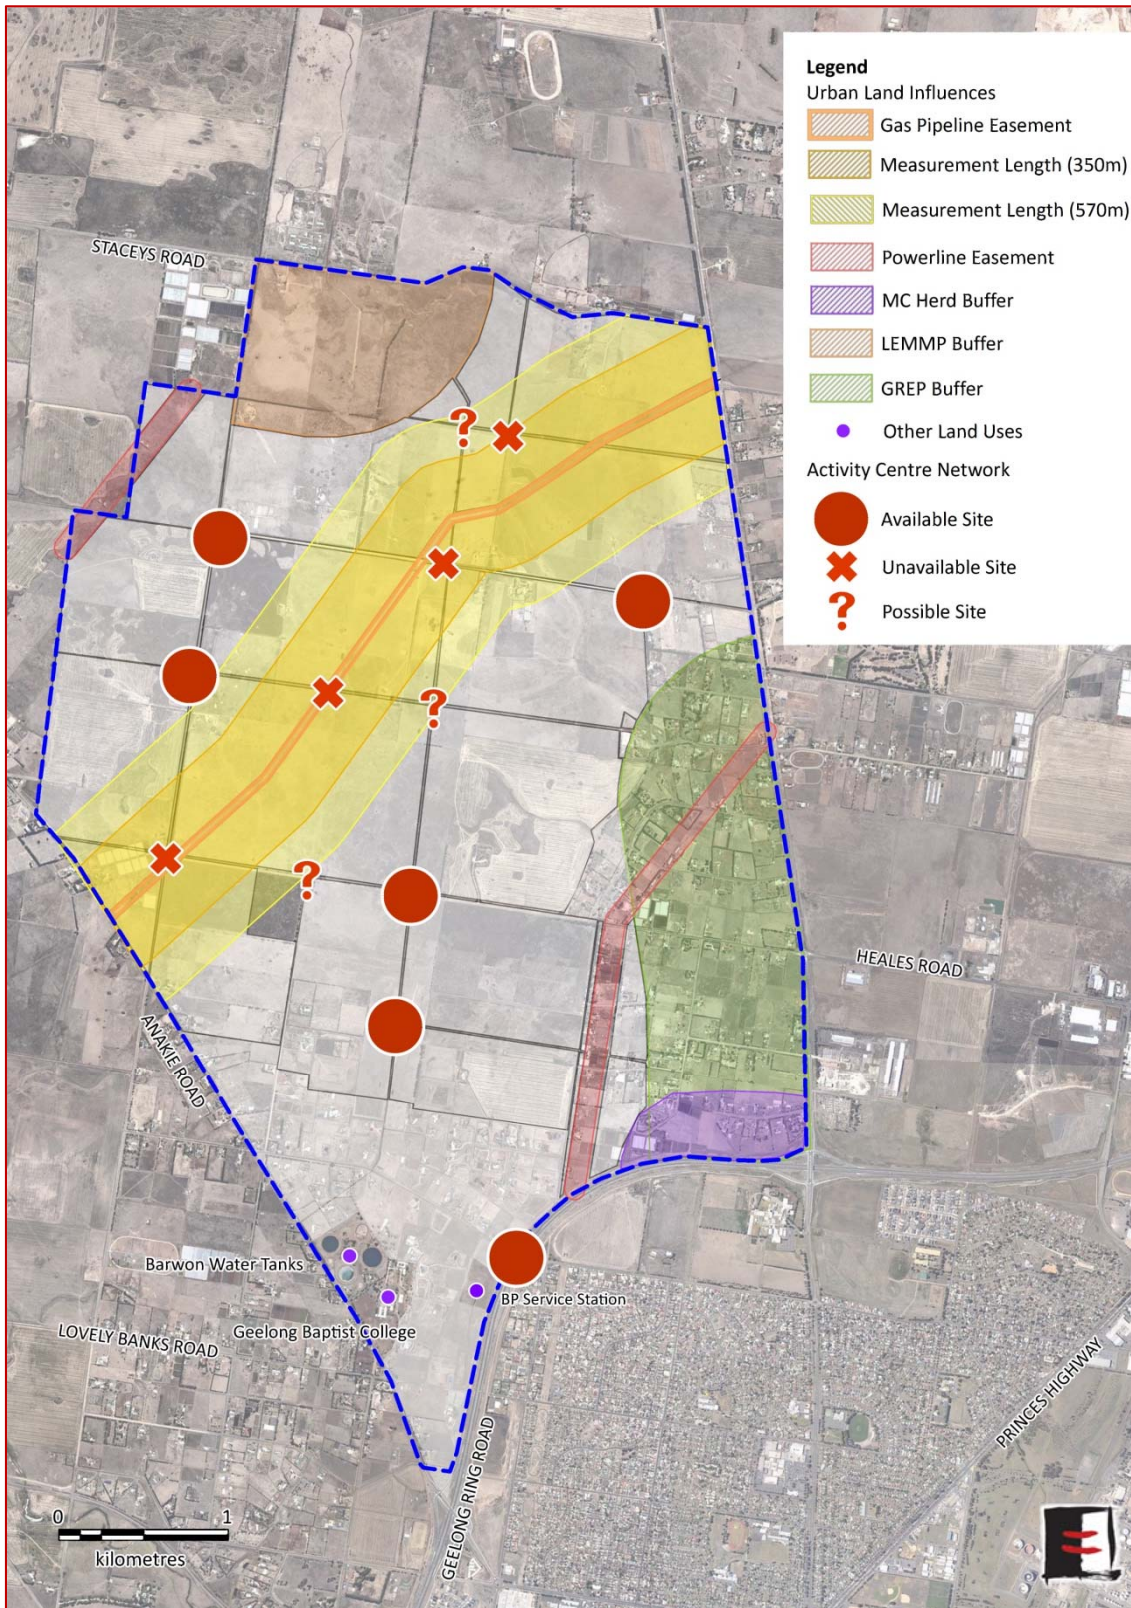 Legend
Urban Land Influences
Gas Pipeline Easement
Measurement Length (350m)
Measurement Length (570m)
Powerline Easement
MC Herd Buffer
LEMMP Buffer
GREP Buffer
Other Land Uses
Activity Centre Network
Available Site
Unavailable Site
Possible Site
STACEYS ROAD
?
?
?
HEALES ROAD
ANAKIE ROAD
Barwon Water Tanks
BP Service Station
Geelong Baptist College
LOVELY BANKS ROAD
PRINCES HIGHWAY
GEELONG RING ROAD
0 1
kilometres